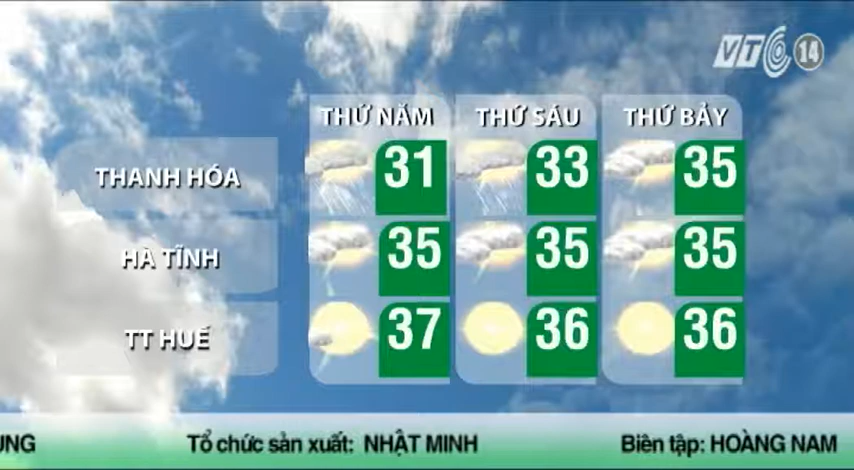 VTC 14
THỨ NĂM THỨ SÁU THỨ BẢY
THANH HÓA 31 33 35
HÀ TĨNH 35 35 35
TT HUẾ 37 36 36
UNG Tổ chức sản xuất: NHẬT MINH Biên tập: HOÀNG NAM